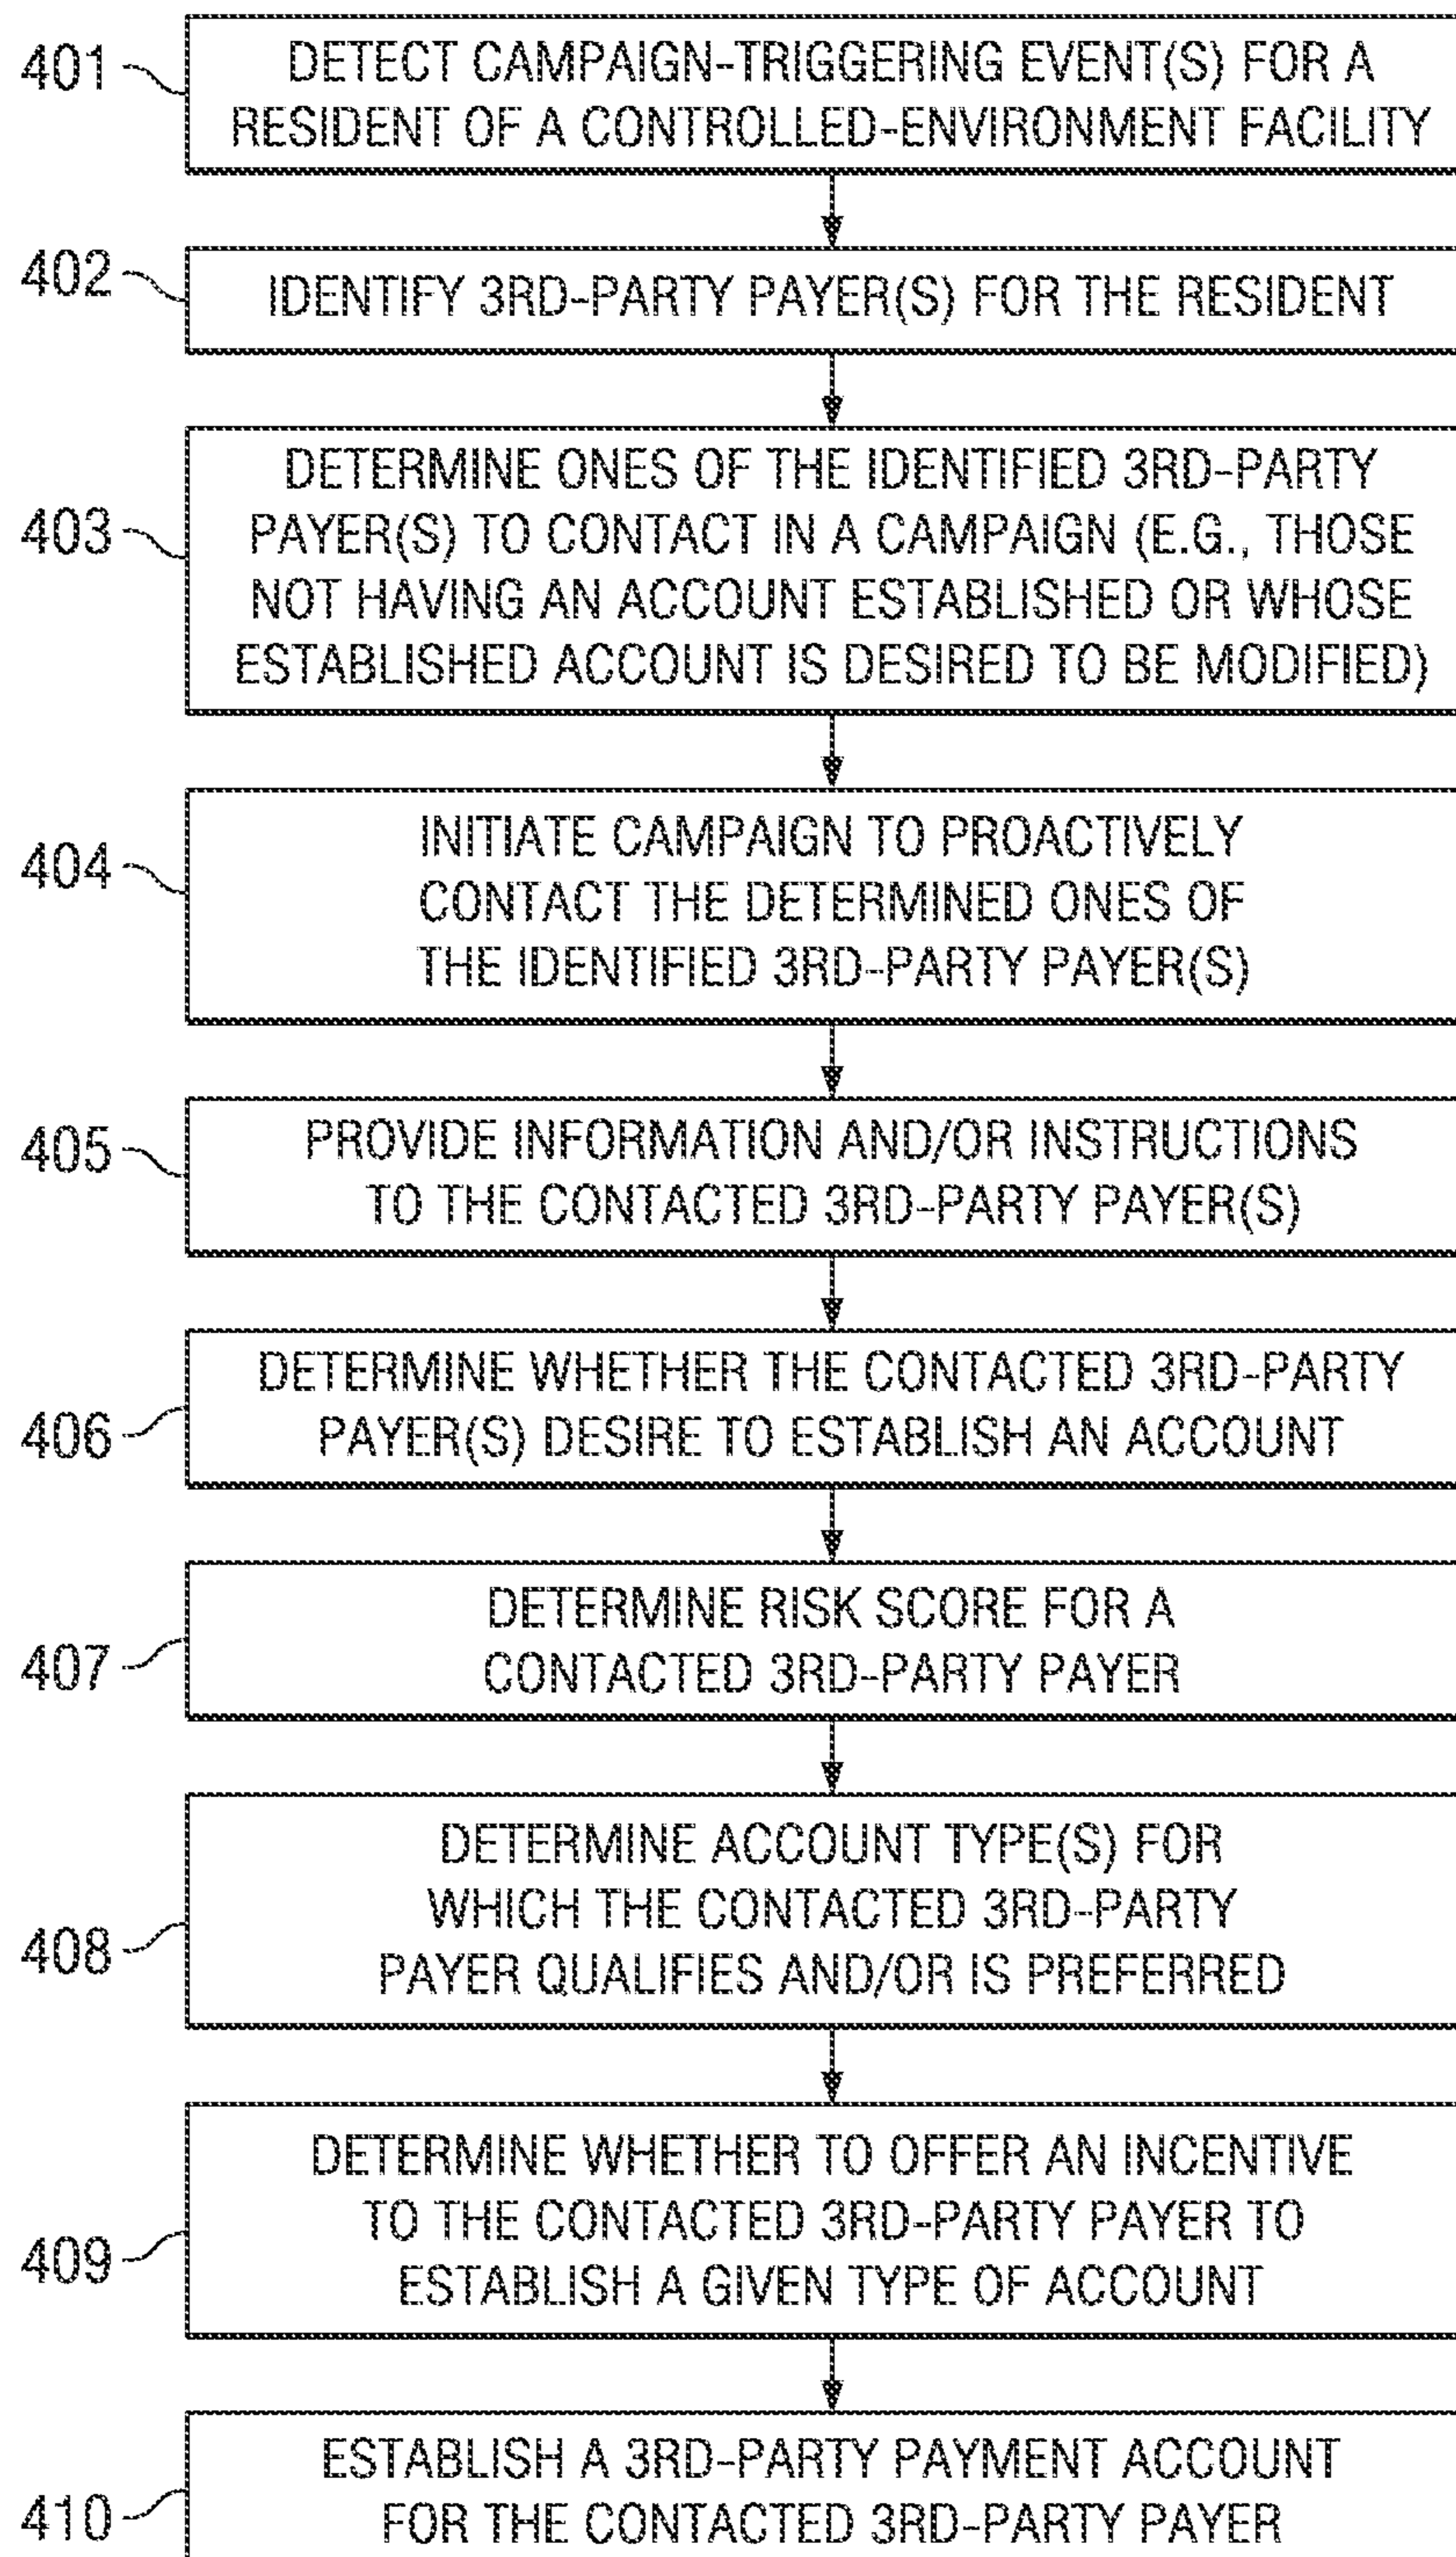 401
DETECT CAMPAIGN-TRIGGERING EVENT(S) FOR A
RESIDENT OF A CONTROLLED-ENVIRONMENT FACILITY
402
IDENTIFY 3RD-PARTY PAYER(S) FOR THE RESIDENT
403
DETERMINE ONES OF THE IDENTIFIED 3RD-PARTY
PAYER(S) TO CONTACT IN A CAMPAIGN (E.G., THOSE
NOT HAVING AN ACCOUNT ESTABLISHED OR WHOSE
ESTABLISHED ACCOUNT IS DESIRED TO BE MODIFIED)
404
INITIATE CAMPAIGN TO PROACTIVELY
CONTACT THE DETERMINED ONES OF
THE IDENTIFIED 3RD-PARTY PAYER(S)
405
PROVIDE INFORMATION AND/OR INSTRUCTIONS
TO THE CONTACTED 3RD-PARTY PAYER(S)
406
DETERMINE WHETHER THE CONTACTED 3RD-PARTY
PAYER(S) DESIRE TO ESTABLISH AN ACCOUNT
407
DETERMINE RISK SCORE FOR A
CONTACTED 3RD-PARTY PAYER
408
DETERMINE ACCOUNT TYPE(S) FOR
WHICH THE CONTACTED 3RD-PARTY
PAYER QUALIFIES AND/OR IS PREFERRED
409
DETERMINE WHETHER TO OFFER AN INCENTIVE
TO THE CONTACTED 3RD-PARTY PAYER TO
ESTABLISH A GIVEN TYPE OF ACCOUNT
410
ESTABLISH A 3RD-PARTY PAYMENT ACCOUNT
FOR THE CONTACTED 3RD-PARTY PAYER